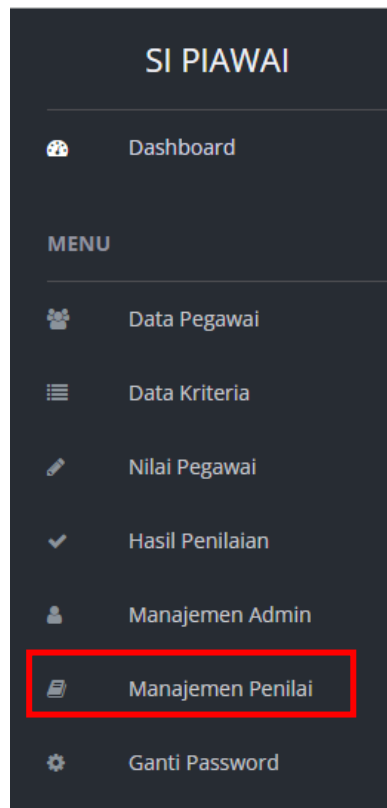 SI PIAWAI
Dashboard
MENU
Data Pegawai
Data Kriteria
Nilai Pegawai
Hasil Penilaian
Manajemen Admin
Manajemen Penilai
Ganti Password